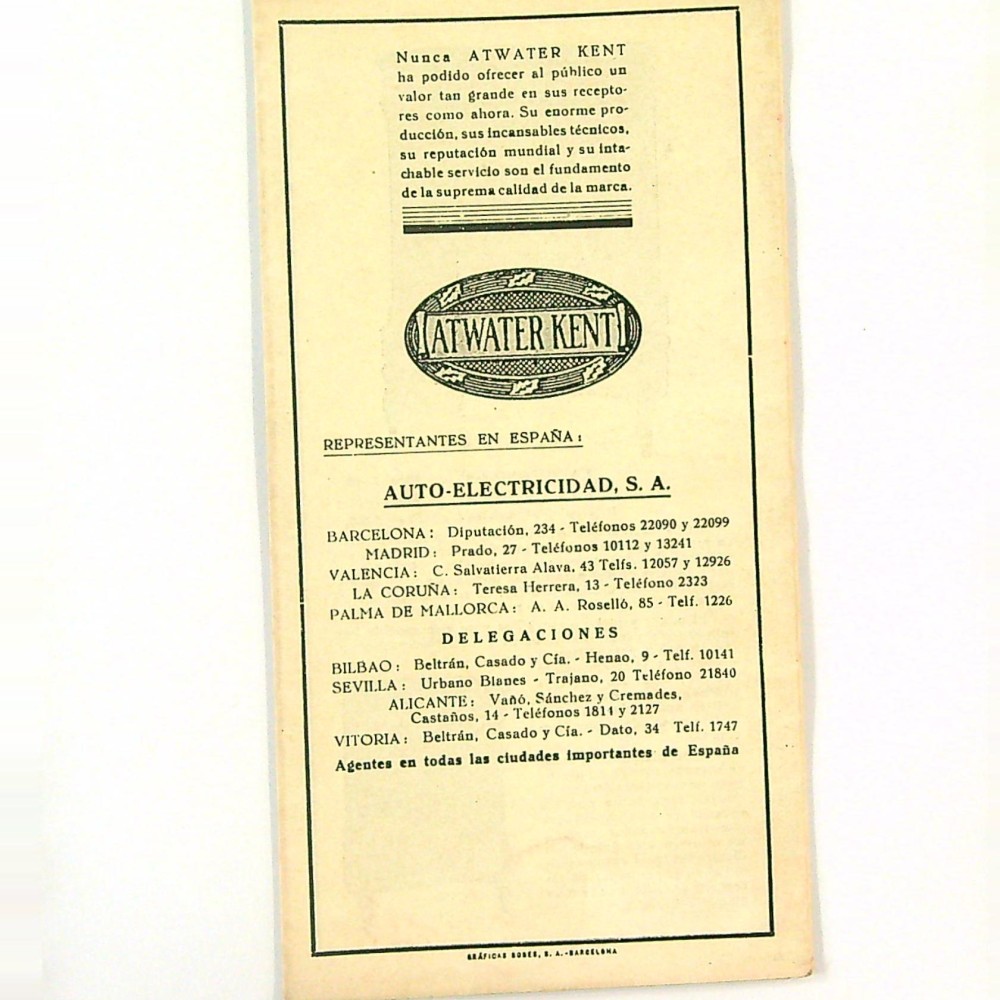 Nunca ATWATER KENT
ha podido ofrecer al público un
valor tan grande en sus recepto-
res como ahora. Su enorme pro-
ducción, sus incansables técnicos,
su reputación mundial y su inta-
chable servicio son el fundamento
de la suprema calidad de la marca.
ATWATER KENT
REPRESENTANTES EN ESPAÑA:
AUTO-ELECTRICIDAD, S. A.
BARCELONA: Diputación, 234 - Teléfonos 22090 y 22099
MADRID: Prado, 27 - Teléfonos 10112 y 13241
VALENCIA: C. Salvatierra Alava, 43 Telfs. 12057 y 12926
LA CORUÑA: Teresa Herrera, 13 - Teléfono 2323
PALMA DE MALLORCA: A. A. Roselló, 85 - Telf. 1226
DELEGACIONES
BILBAO: Beltrán, Casado y Cía. - Henao, 9 - Telf. 10141
SEVILLA: Urbano Blanes - Trajano, 20 Teléfono 21840
ALICANTE: Vañó, Sánchez y Cremades,
Castaños, 14 - Teléfonos 1811 y 2127
VITORIA: Beltrán, Casado y Cía. - Dato, 34 Telf. 1747
Agentes en todas las ciudades importantes de España
GRÁFICAS S. A.-BARCELONA